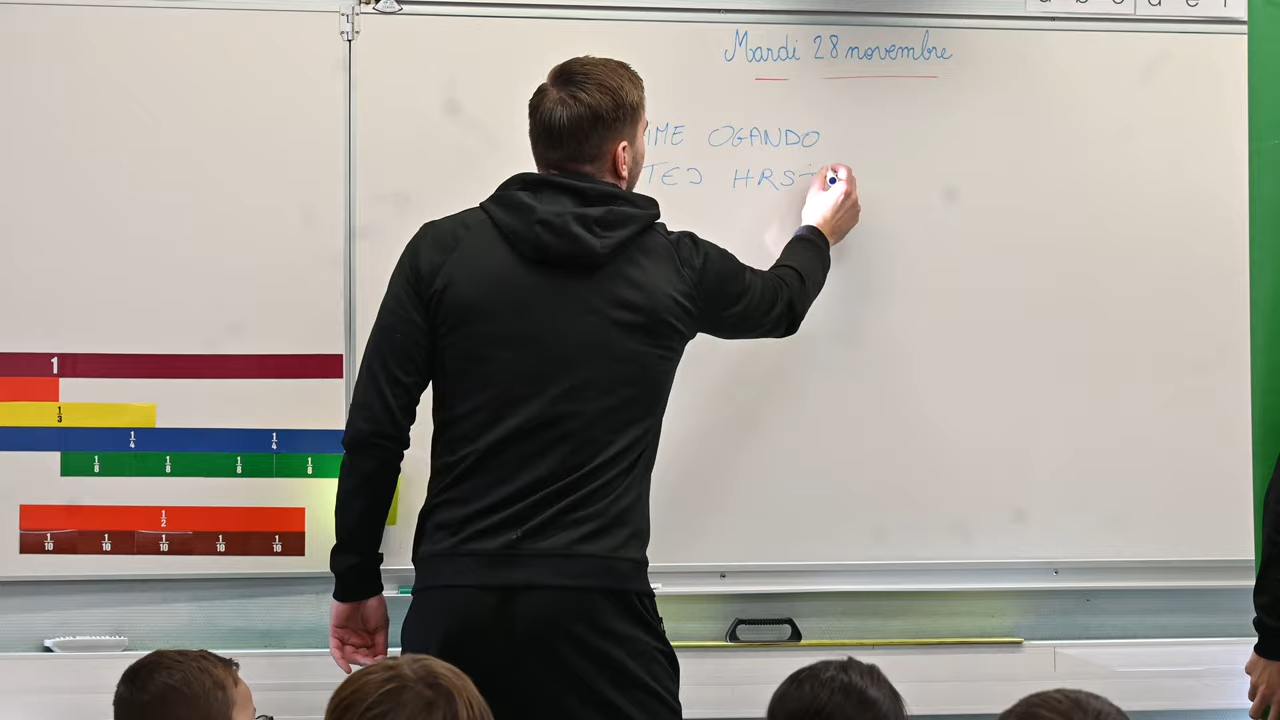 a b c d e f
Mardi 28 novembre
IME OGANDO
TEJ HRS
1
1/3
1/4 1/4
1/8 1/8 1/8 1/8
1/2
1/10 1/10 1/10 1/10 1/10